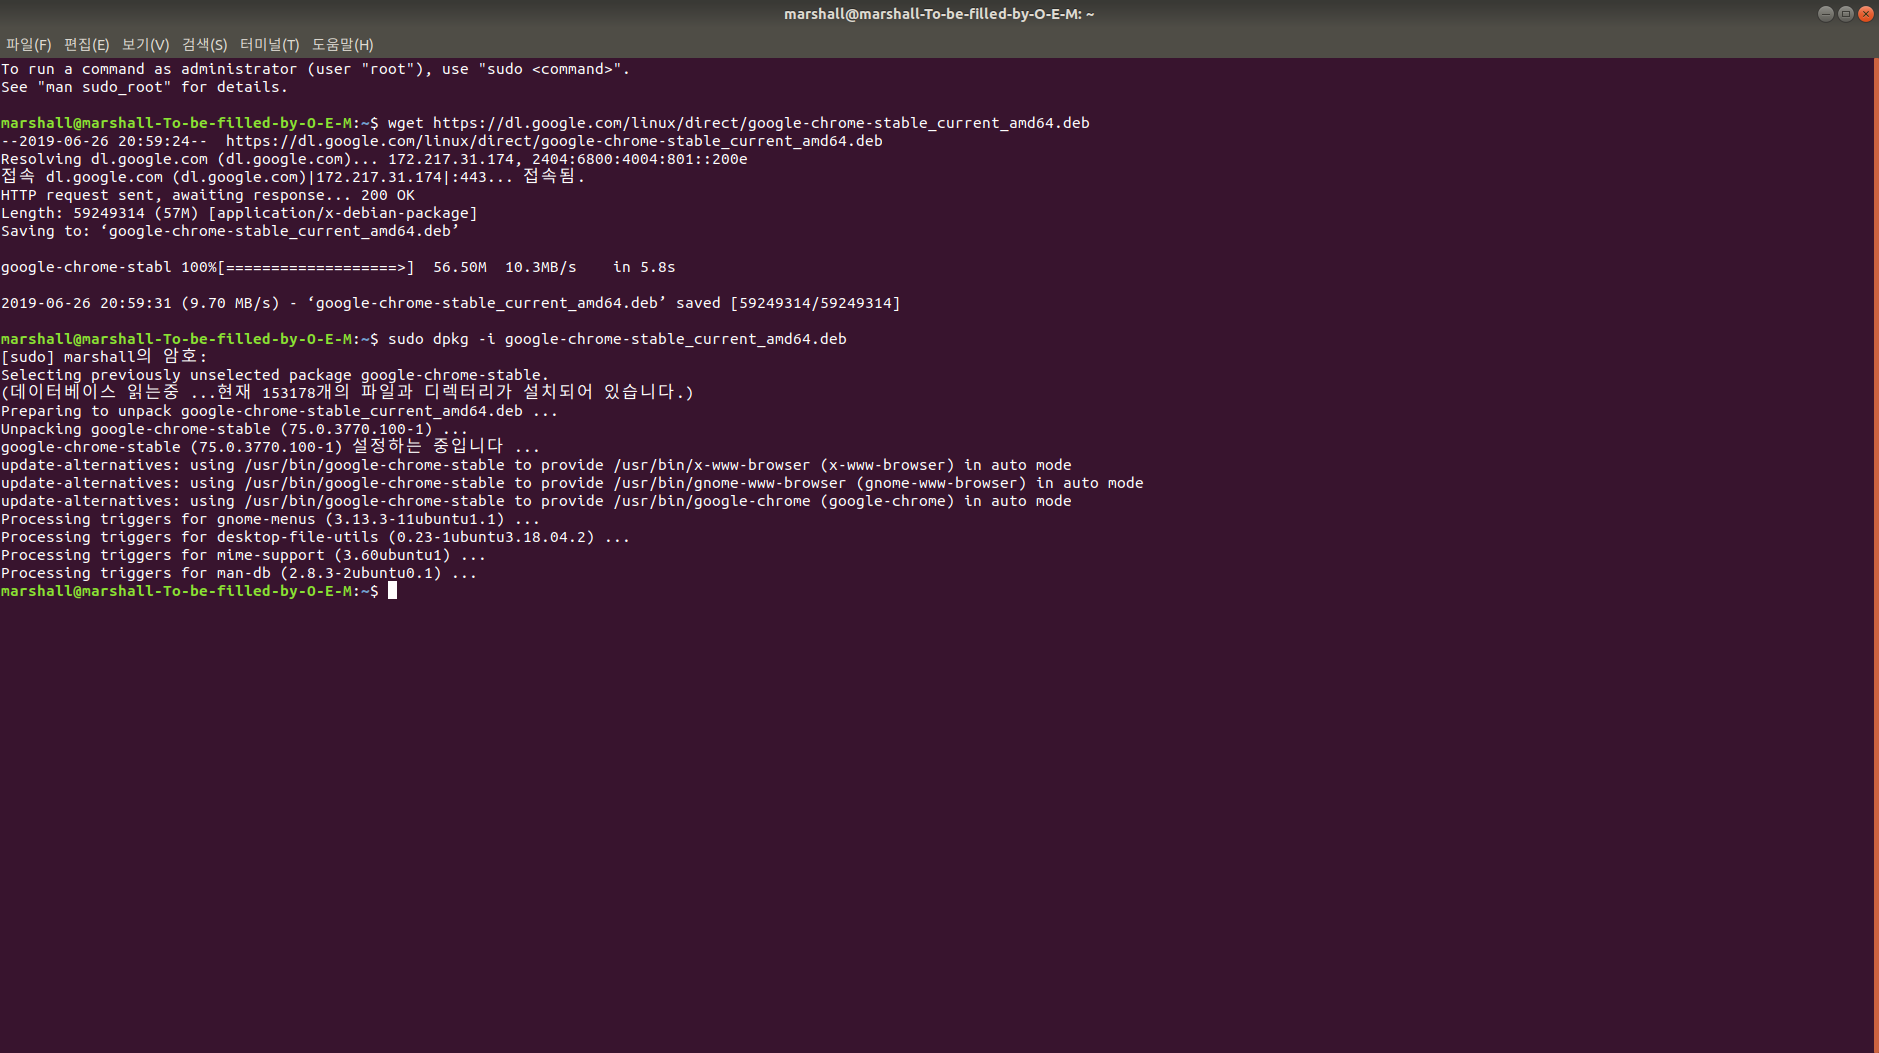 marshall@marshall-To-be-filled-by-O-E-M: ~
파일(F) 편집(E) 보기(V) 검색(S) 터미널(T) 도움말(H)
To run a command as administrator (user "root"), use "sudo <command>".
See "man sudo_root" for details.
marshall@marshall-To-be-filled-by-O-E-M:~$ wget https://dl.google.com/linux/direct/google-chrome-stable_current_amd64.deb
--2019-06-26 20:59:24--  https://dl.google.com/linux/direct/google-chrome-stable_current_amd64.deb
Resolving dl.google.com (dl.google.com)... 172.217.31.174, 2404:6800:4004:801::200e
접속 dl.google.com (dl.google.com)|172.217.31.174|:443... 접속됨.
HTTP request sent, awaiting response... 200 OK
Length: 59249314 (57M) [application/x-debian-package]
Saving to: ‘google-chrome-stable_current_amd64.deb’
google-chrome-stabl 100%[===================>]  56.50M  10.3MB/s    in 5.8s
2019-06-26 20:59:31 (9.70 MB/s) - ‘google-chrome-stable_current_amd64.deb’ saved [59249314/59249314]
marshall@marshall-To-be-filled-by-O-E-M:~$ sudo dpkg -i google-chrome-stable_current_amd64.deb
[sudo] marshall의 암호:
Selecting previously unselected package google-chrome-stable.
(데이터베이스 읽는중 ...현재 153178개의 파일과 디렉터리가 설치되어 있습니다.)
Preparing to unpack google-chrome-stable_current_amd64.deb ...
Unpacking google-chrome-stable (75.0.3770.100-1) ...
google-chrome-stable (75.0.3770.100-1) 설정하는 중입니다 ...
update-alternatives: using /usr/bin/google-chrome-stable to provide /usr/bin/x-www-browser (x-www-browser) in auto mode
update-alternatives: using /usr/bin/google-chrome-stable to provide /usr/bin/gnome-www-browser (gnome-www-browser) in auto mode
update-alternatives: using /usr/bin/google-chrome-stable to provide /usr/bin/google-chrome (google-chrome) in auto mode
Processing triggers for gnome-menus (3.13.3-11ubuntu1.1) ...
Processing triggers for desktop-file-utils (0.23-1ubuntu3.18.04.2) ...
Processing triggers for mime-support (3.60ubuntu1) ...
Processing triggers for man-db (2.8.3-2ubuntu0.1) ...
marshall@marshall-To-be-filled-by-O-E-M:~$